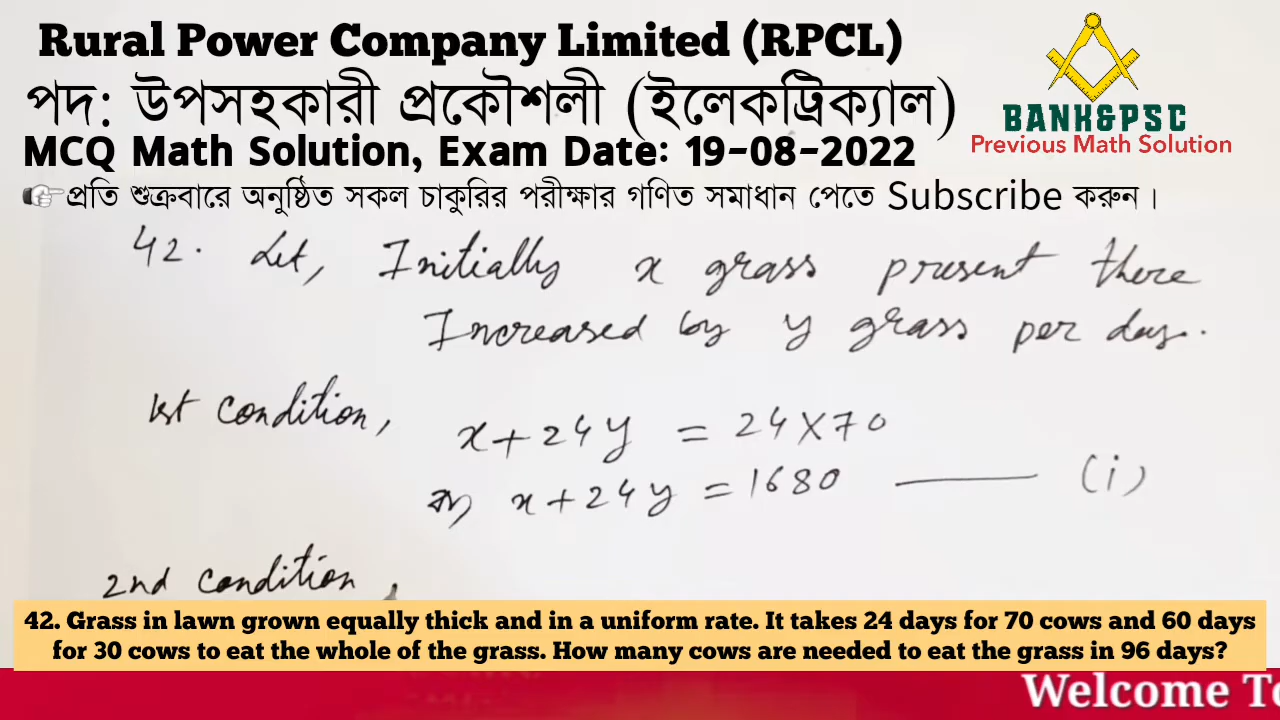 Rural Power Company Limited (RPCL)
পদ: উপসহকারী প্রকৌশলী (ইলেকট্রিক্যাল)
BANK&PSC
Previous Math Solution
MCQ Math Solution, Exam Date: 19-08-2022
প্রতি শুক্রবারে অনুষ্ঠিত সকল চাকুরির পরীক্ষার গণিত সমাধান পেতে Subscribe করুন।
42. Let, Initially x grass present there
Increased by y grass per day.
1st condition, x+24y = 24×70
বা, x+24y = 1680 —— (i)
2nd condition,
42. Grass in lawn grown equally thick and in a uniform rate. It takes 24 days for 70 cows and 60 days
for 30 cows to eat the whole of the grass. How many cows are needed to eat the grass in 96 days?
Welcome To